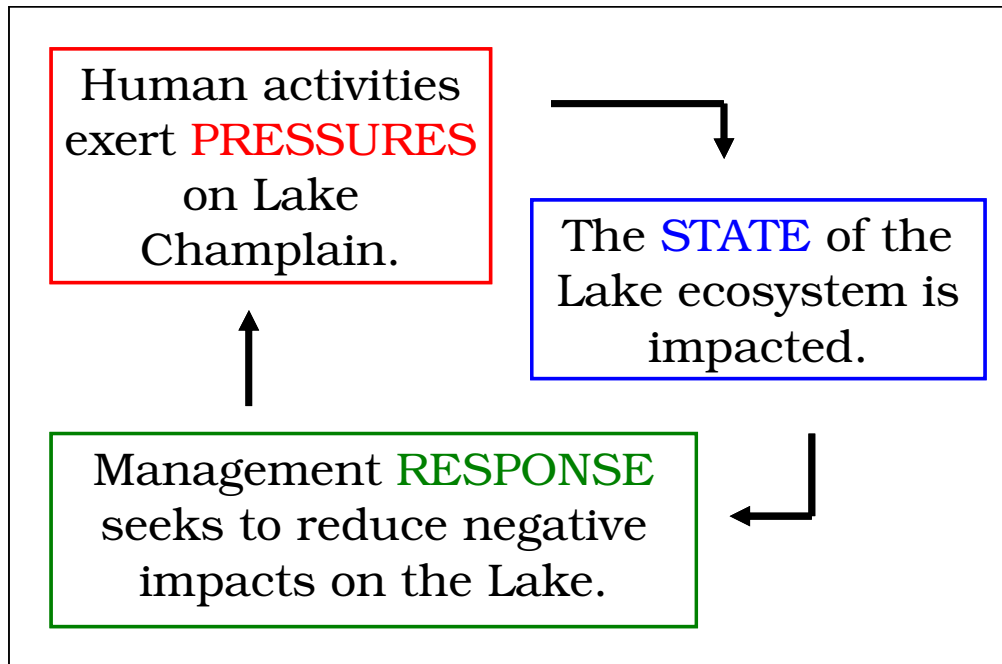 Human activities
exert PRESSURES
on Lake
Champlain.
The STATE of the
Lake ecosystem is
impacted.
Management RESPONSE
seeks to reduce negative
impacts on the Lake.